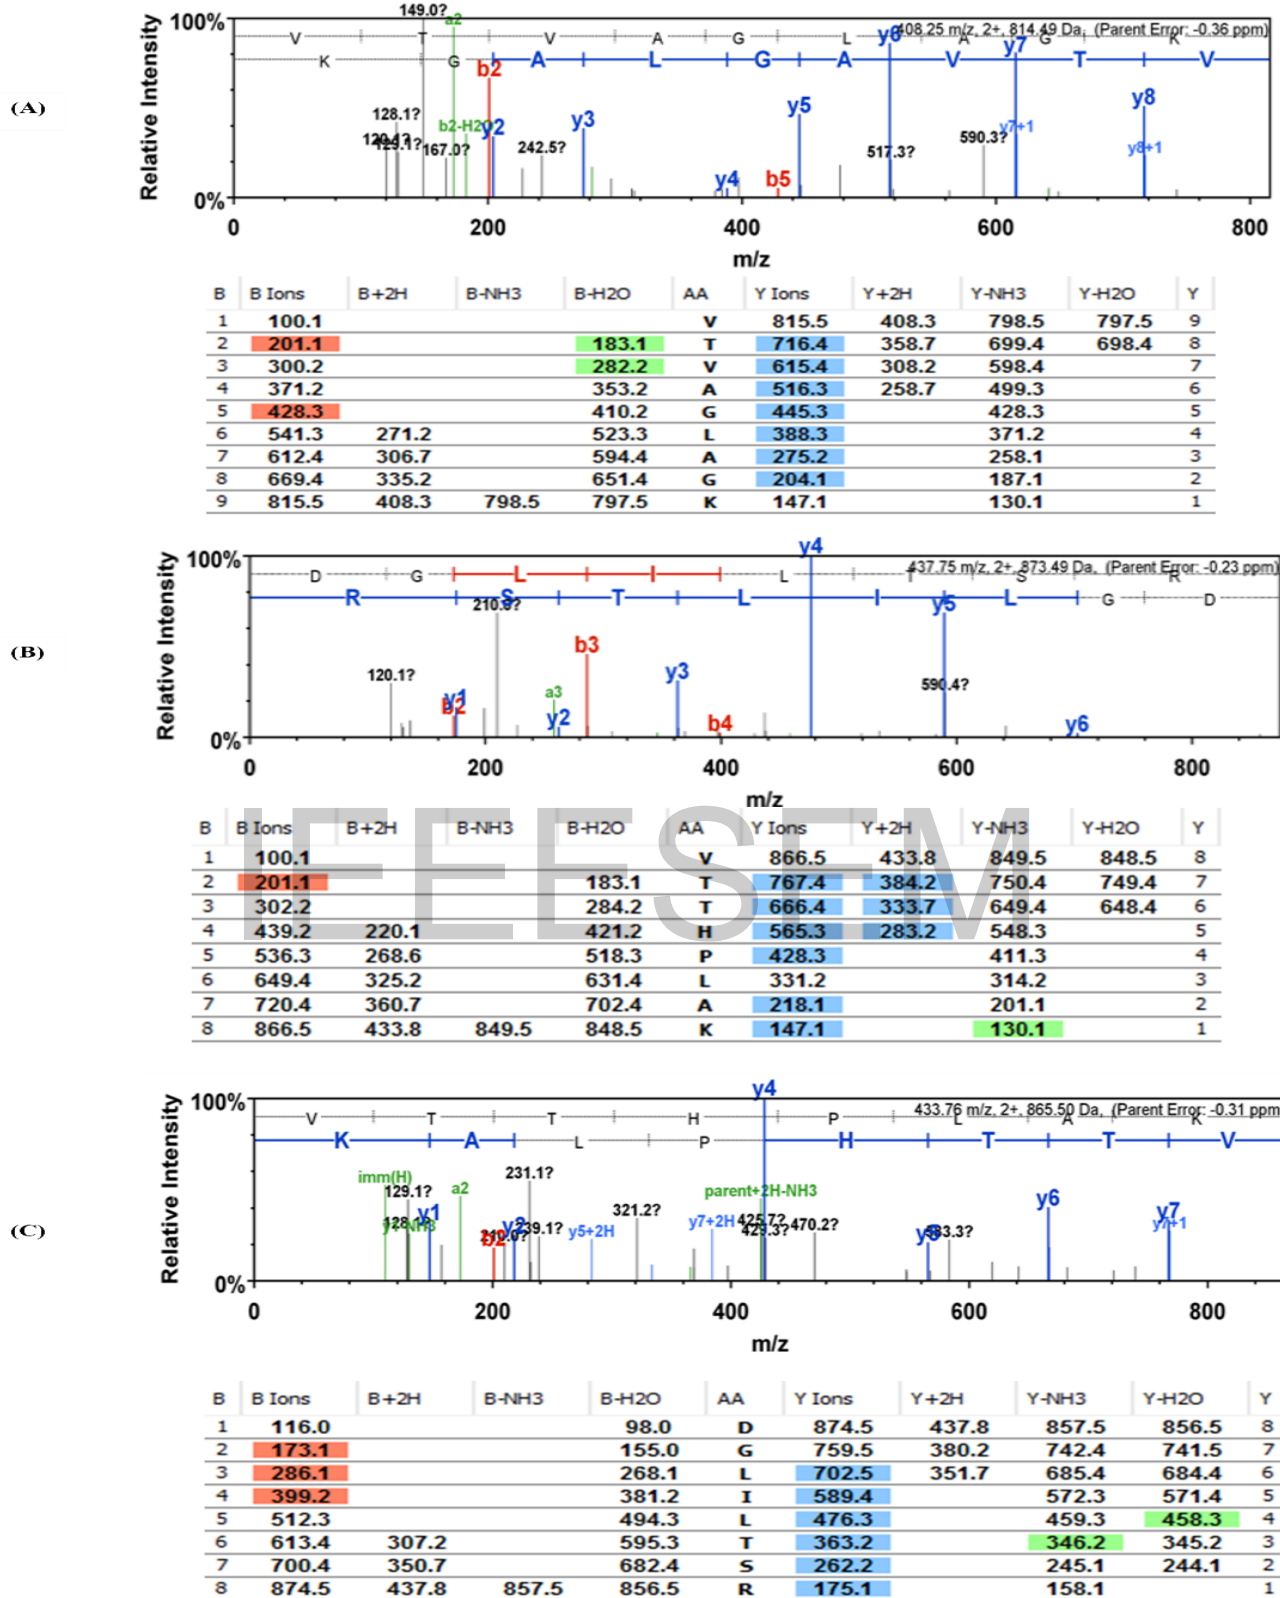 (A)
Relative Intensity
100%
0%
149.0?
a2
408.25 m/z, 2+, 814.49 Da, (Parent Error: -0.36 ppm)
V T V A G L A G K
K G A L G A V T V
b2
y6
y7
128.1?
129.1?
b2-H2O
y2
167.0?
242.5?
y3
y4
b5
y5
517.3?
590.3?
y7+1
y8
y8+1
0 200 400 600 800
m/z
B B Ions B+2H B-NH3 B-H2O AA Y Ions Y+2H Y-NH3 Y-H2O Y
1 100.1 V 815.5 408.3 798.5 797.5 9
2 201.1 183.1 T 716.4 358.7 699.4 698.4 8
3 300.2 282.2 V 615.4 308.2 598.4 7
4 371.2 353.2 A 516.3 258.7 499.3 6
5 428.3 410.2 G 445.3 428.3 5
6 541.3 271.2 523.3 L 388.3 371.2 4
7 612.4 306.7 594.4 A 275.2 258.1 3
8 669.4 335.2 651.4 G 204.1 187.1 2
9 815.5 408.3 798.5 797.5 K 147.1 130.1 1
(B)
Relative Intensity
100%
0%
y4
437.75 m/z, 2+, 873.49 Da, (Parent Error: -0.23 ppm)
D G L I L T S R
R S T L I L G D
120.1?
y1
b2
a3
y2
b3
y3
b4
y5
590.4?
y6
0 200 400 600 800
m/z
IEEESEM
B B Ions B+2H B-NH3 B-H2O AA Y Ions Y+2H Y-NH3 Y-H2O Y
1 100.1 V 866.5 433.8 849.5 848.5 8
2 201.1 183.1 T 767.4 384.2 750.4 749.4 7
3 302.2 284.2 T 666.4 333.7 649.4 648.4 6
4 439.2 220.1 421.2 H 565.3 283.2 548.3 5
5 536.3 268.6 518.3 P 428.3 411.3 4
6 649.4 325.2 631.4 L 331.2 314.2 3
7 720.4 360.7 702.4 A 218.1 201.1 2
8 866.5 433.8 849.5 848.5 K 147.1 130.1 1
(C)
Relative Intensity
100%
0%
y4
433.76 m/z, 2+, 865.50 Da, (Parent Error: -0.31 ppm)
V T T H P L A K
K A L P H T T V
imm(H)
129.1?
y1
a2
b2
231.1?
y2
239.1?
y5+2H
321.2?
parent+2H-NH3
y7+2H
425.7?
429.3?
470.2?
583.3?
y6
y7
y7+1
0 200 400 600 800
m/z
B B Ions B+2H B-NH3 B-H2O AA Y Ions Y+2H Y-NH3 Y-H2O Y
1 116.0 98.0 D 874.5 437.8 857.5 856.5 8
2 173.1 155.0 G 759.5 380.2 742.4 741.5 7
3 286.1 268.1 L 702.5 351.7 685.4 684.4 6
4 399.2 381.2 I 589.4 572.3 571.4 5
5 512.3 494.3 L 476.3 459.3 458.3 4
6 613.4 307.2 595.3 T 363.2 346.2 345.2 3
7 700.4 350.7 682.4 S 262.2 245.1 244.1 2
8 874.5 437.8 857.5 856.5 R 175.1 158.1 1